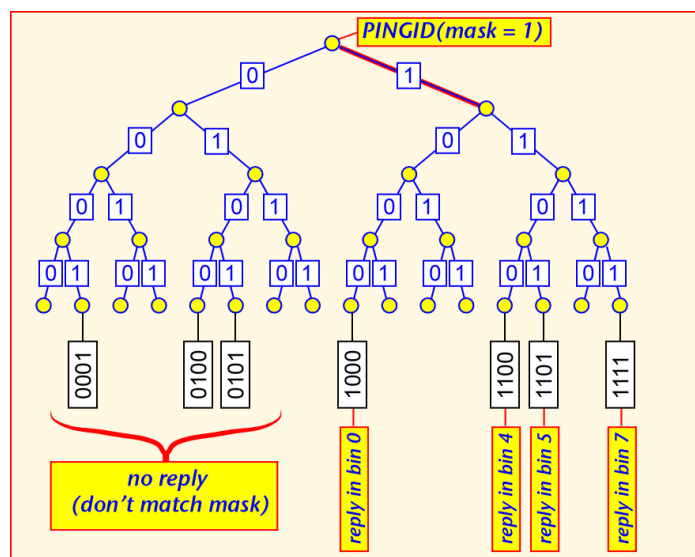 PINGID(mask = 1)
0 1
0 1 0 1
0 1 0 1 0 1 0 1
0 1 0 1 0 1 0 1 0 1 0 1 0 1 0 1
0001
0100
0101
1000
1100
1101
1111
no reply
(don't match mask)
reply in bin 0
reply in bin 4
reply in bin 5
reply in bin 7